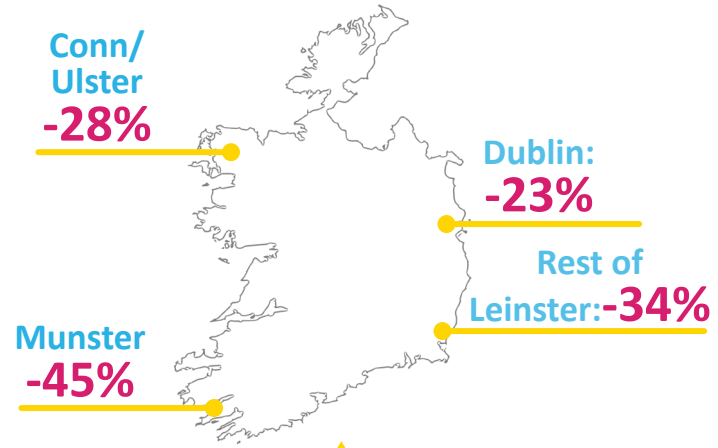 Conn/
Ulster
-28%
Dublin:
-23%
Rest of
Leinster:-34%
Munster
-45%